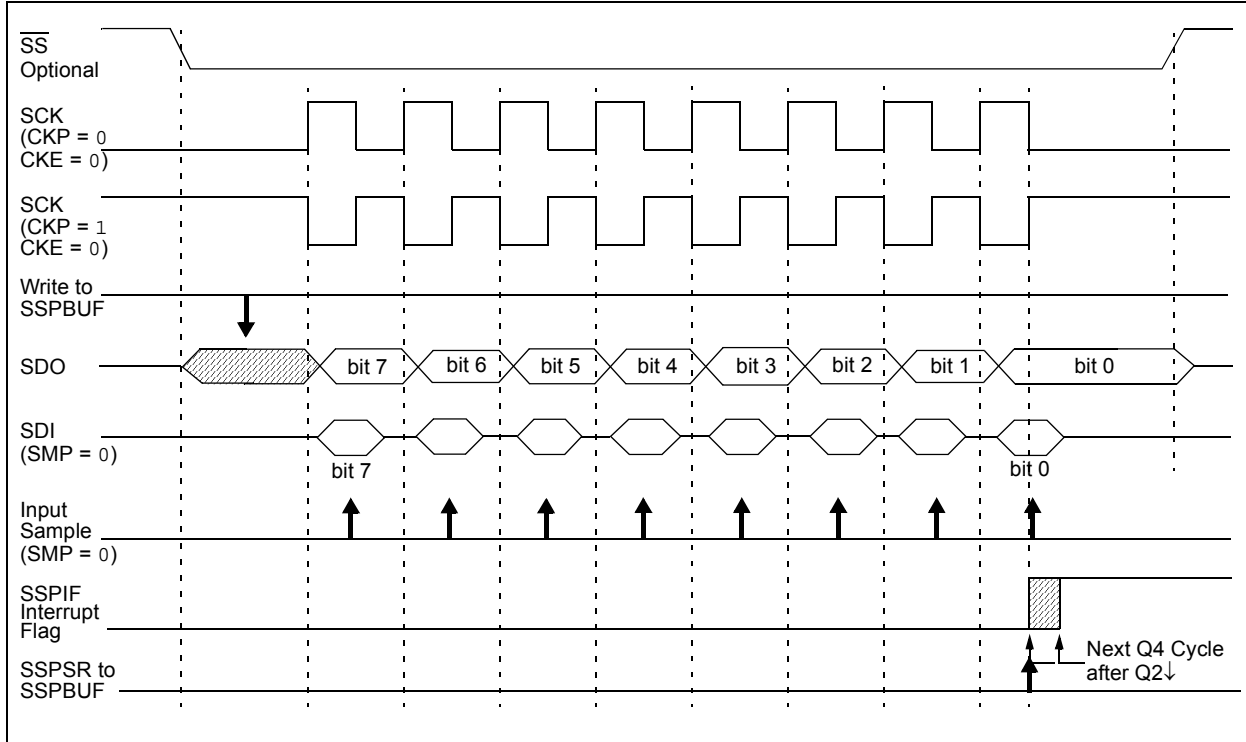 SS
Optional
SCK
(CKP = 0
CKE = 0)
SCK
(CKP = 1
CKE = 0)
Write to
SSPBUF
SDO
bit 7
bit 6
bit 5
bit 4
bit 3
bit 2
bit 1
bit 0
SDI
(SMP = 0)
bit 7
bit 0
Input
Sample
(SMP = 0)
SSPIF
Interrupt
Flag
Next Q4 Cycle
after Q2↓
SSPSR to
SSPBUF